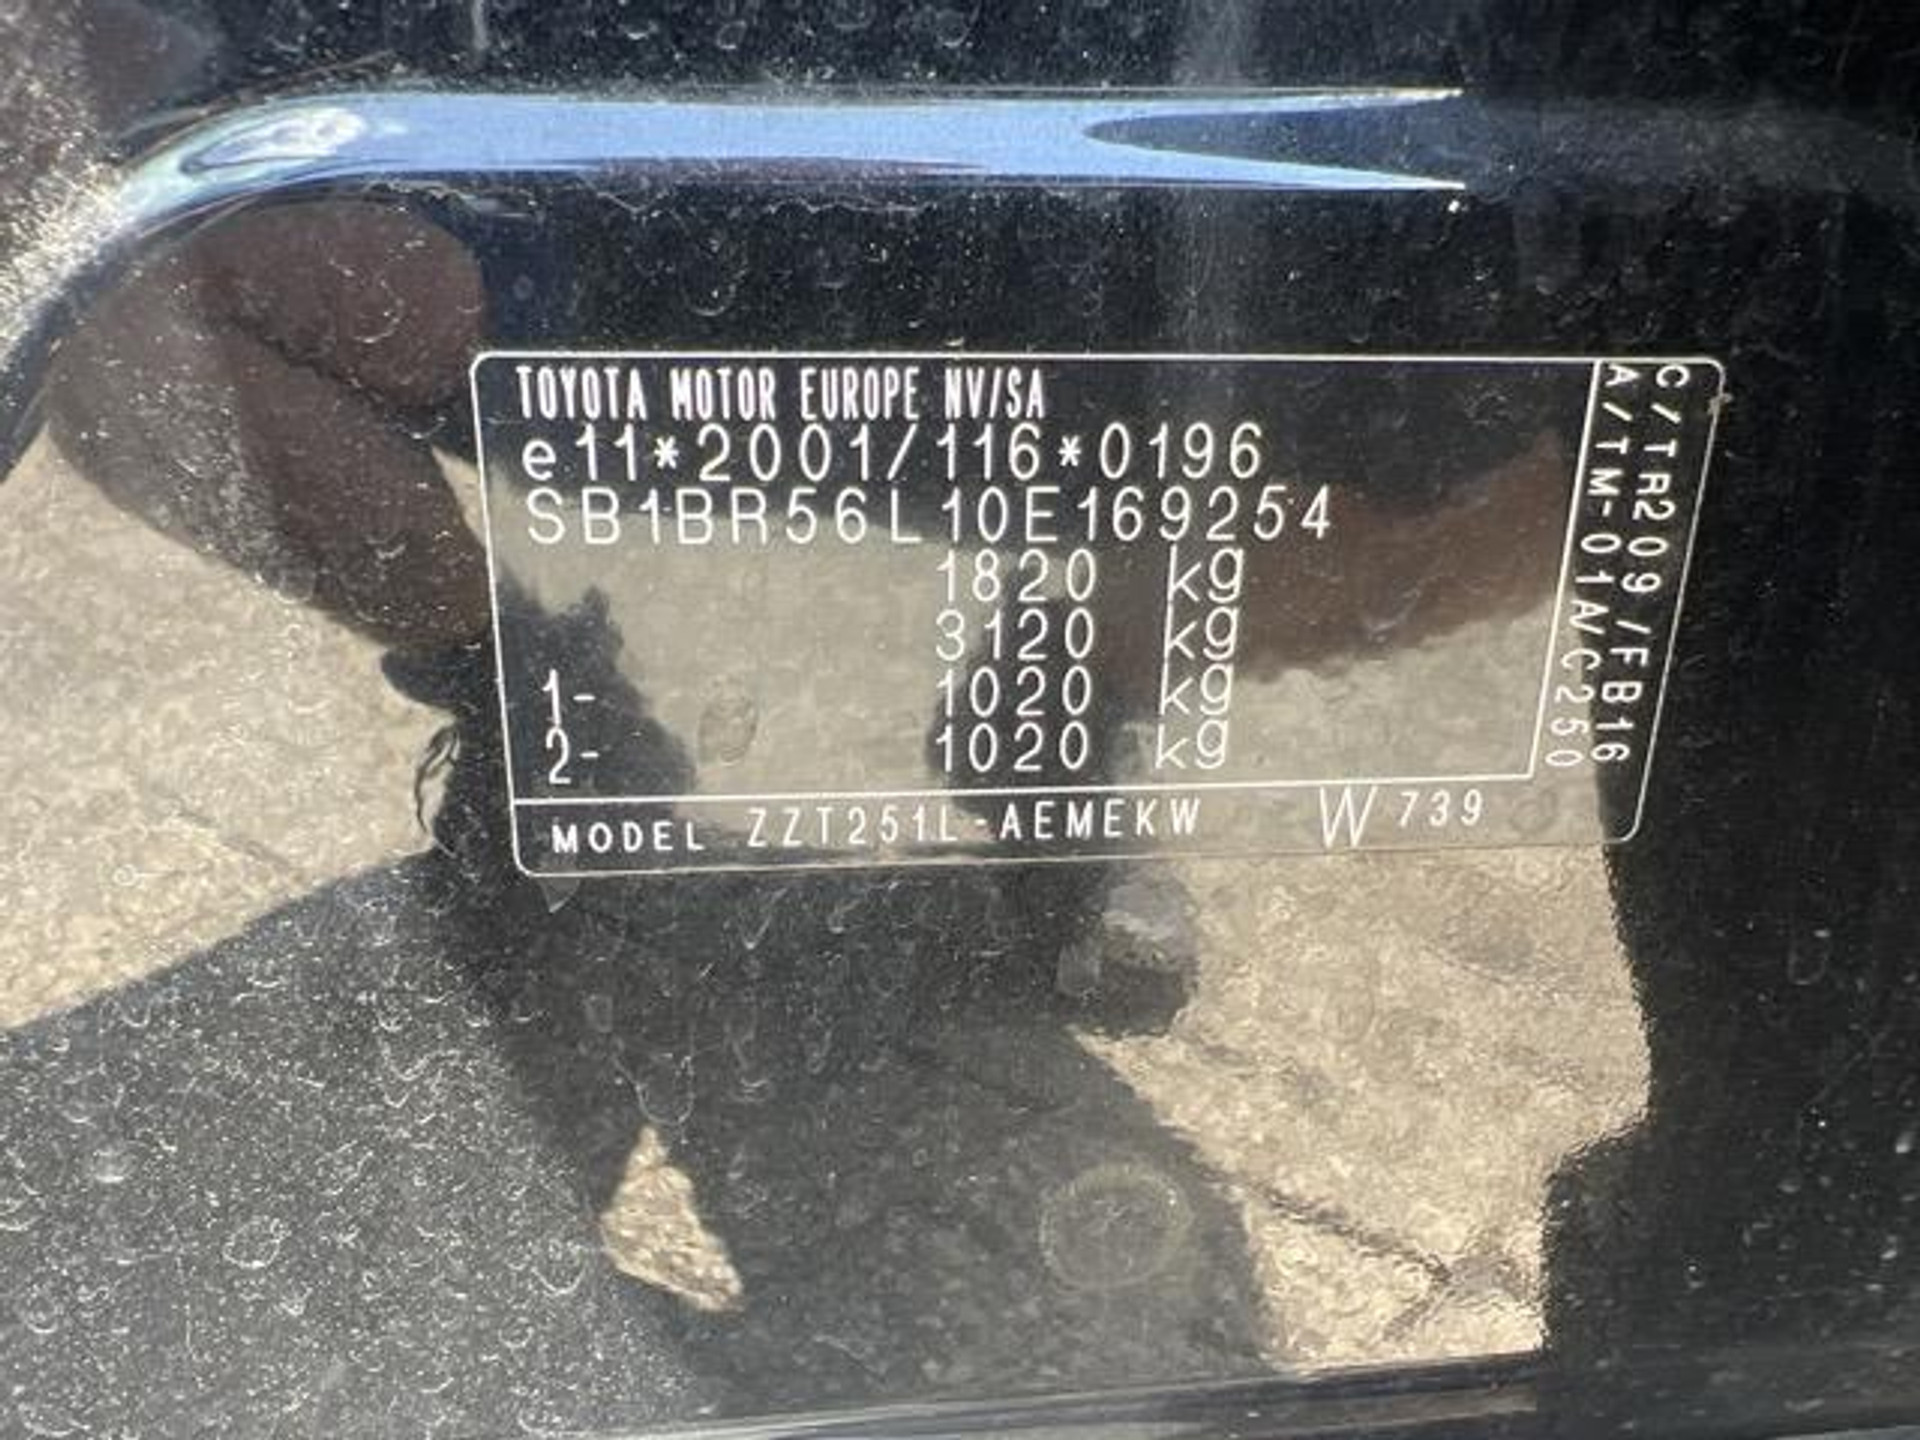 TOYOTA MOTOR EUROPE NV/SA
e11*2001/116*0196
SB1BR56L10E169254
1820 kg
3120 kg
1- 1020 kg
2- 1020 kg
MODEL ZZT251L-AEMEKW W739
C/TR209/FB16
A/TM-01A/C250